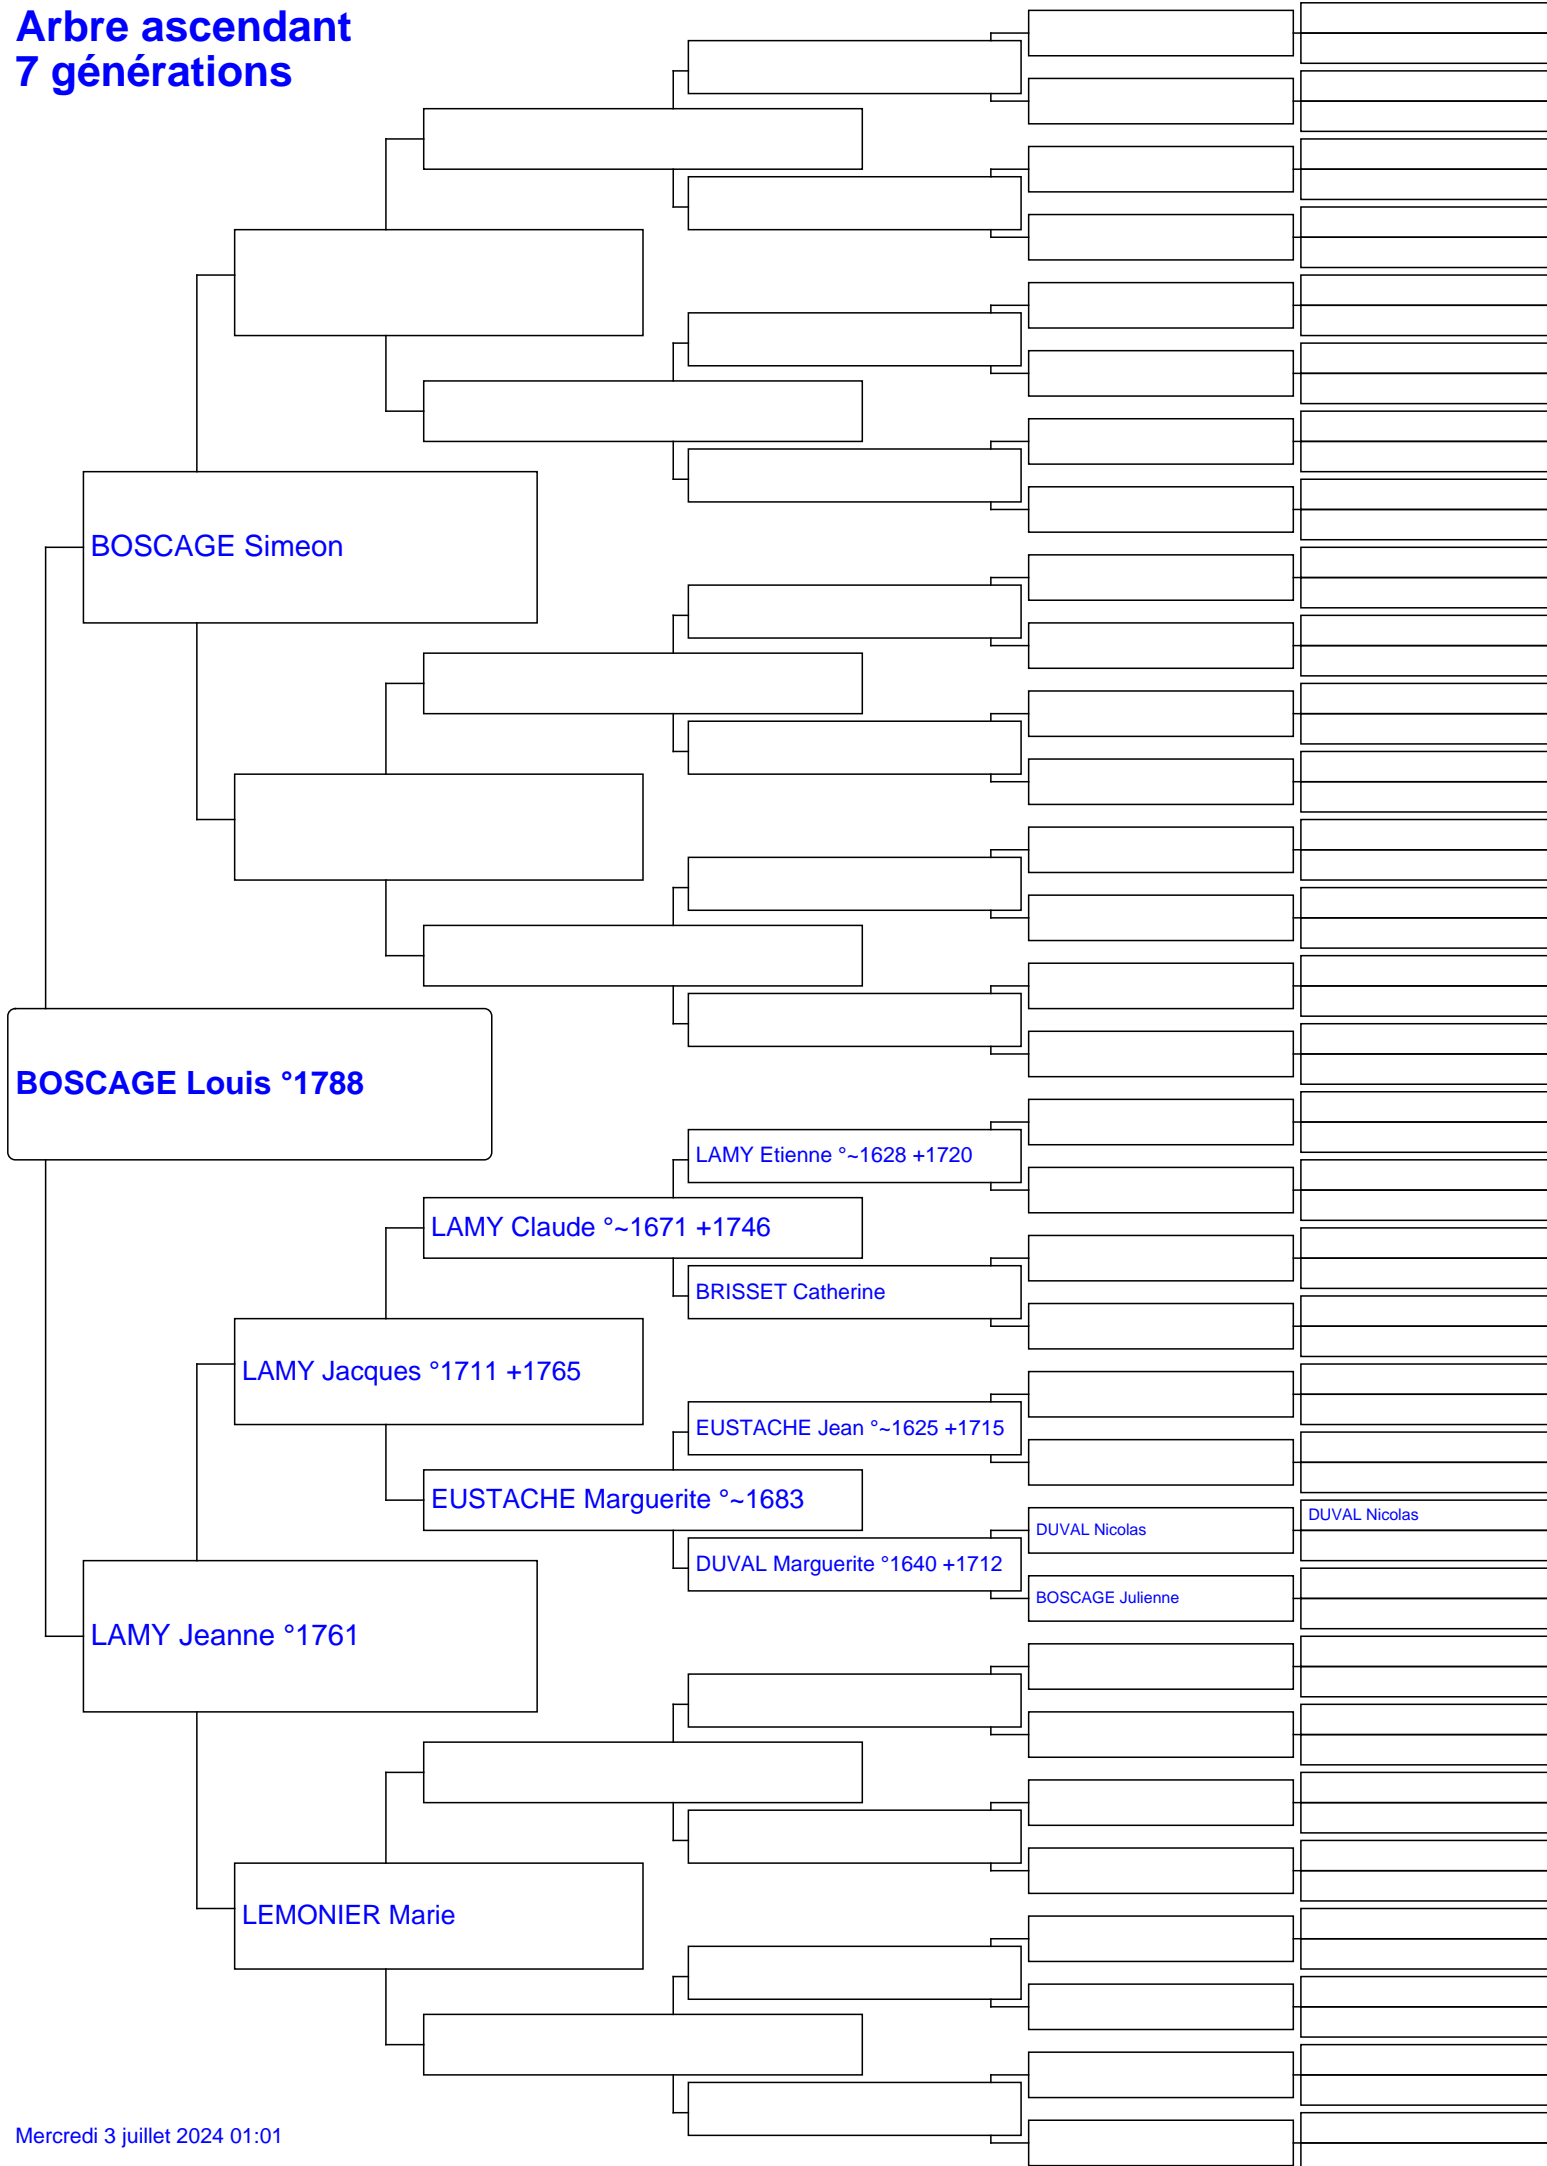 Arbre ascendant
7 générations
BOSCAGE Simeon
BOSCAGE Louis °1788
LAMY Etienne °~1628 +1720
LAMY Claude °~1671 +1746
BRISSET Catherine
LAMY Jacques °1711 +1765
EUSTACHE Jean °~1625 +1715
EUSTACHE Marguerite °~1683
DUVAL Nicolas
DUVAL Nicolas
DUVAL Marguerite °1640 +1712
BOSCAGE Julienne
LAMY Jeanne °1761
LEMONIER Marie
Mercredi 3 juillet 2024 01:01